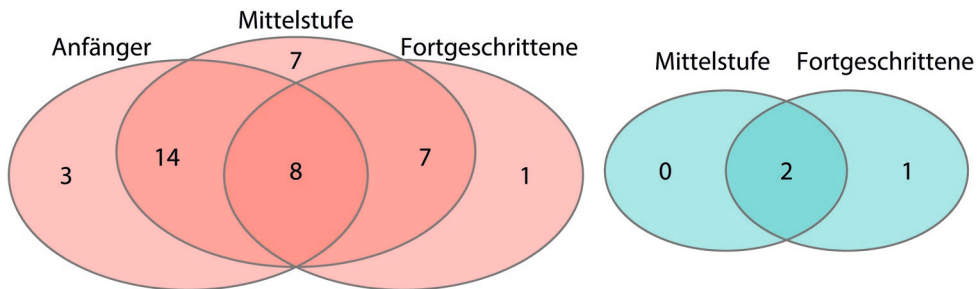 Mittelstufe
Anfänger
7
Fortgeschrittene
3
14
8
7
1
Mittelstufe
Fortgeschrittene
0
2
1